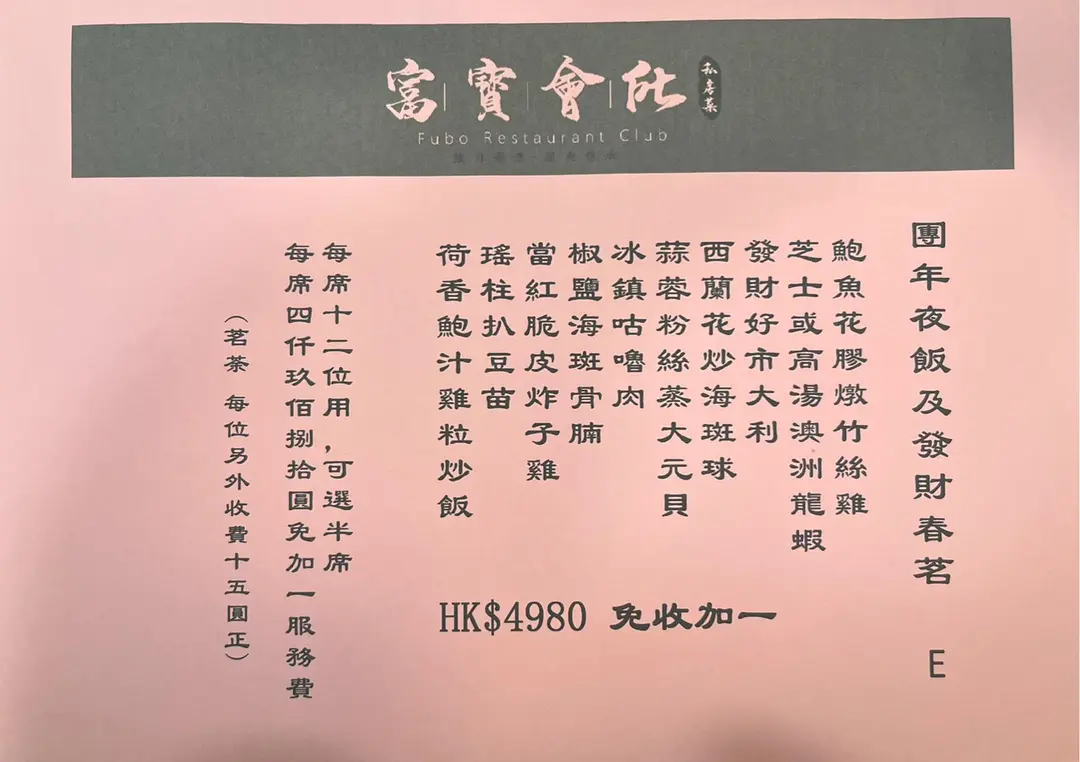 富寶會所
私房菜
Fubo Restaurant Club
團年夜飯及發財春茗 E
鮑魚花膠燉竹絲雞
芝士或高湯澳洲龍蝦
發財好市大利
西蘭花炒海斑球
蒜蓉粉絲蒸大元貝
冰鎮咕嚕肉
椒鹽海斑骨腩
當紅脆皮炸子雞
瑤柱扒豆苗
荷香鮑汁雞粒炒飯
HK$4980 免收加一
每席十二位用，可選半席
每席四仟玖佰捌拾圓免加一服務費
（茗茶 每位另外收費十五圓正）